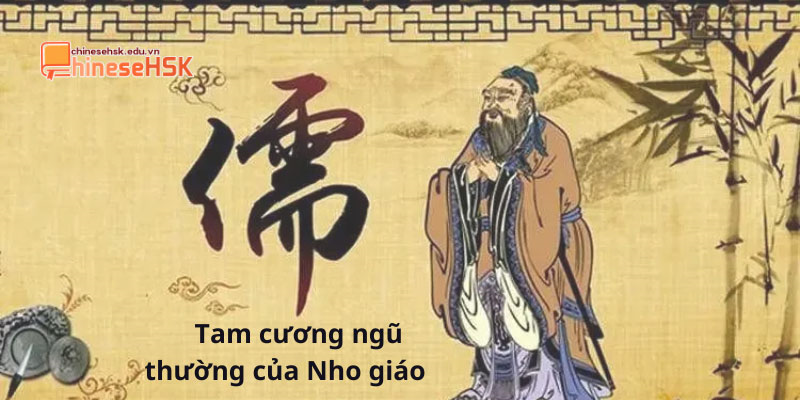 chinesehsk.edu.vn
ChineseHSK
儒
Tam cương ngũ
thường của Nho giáo